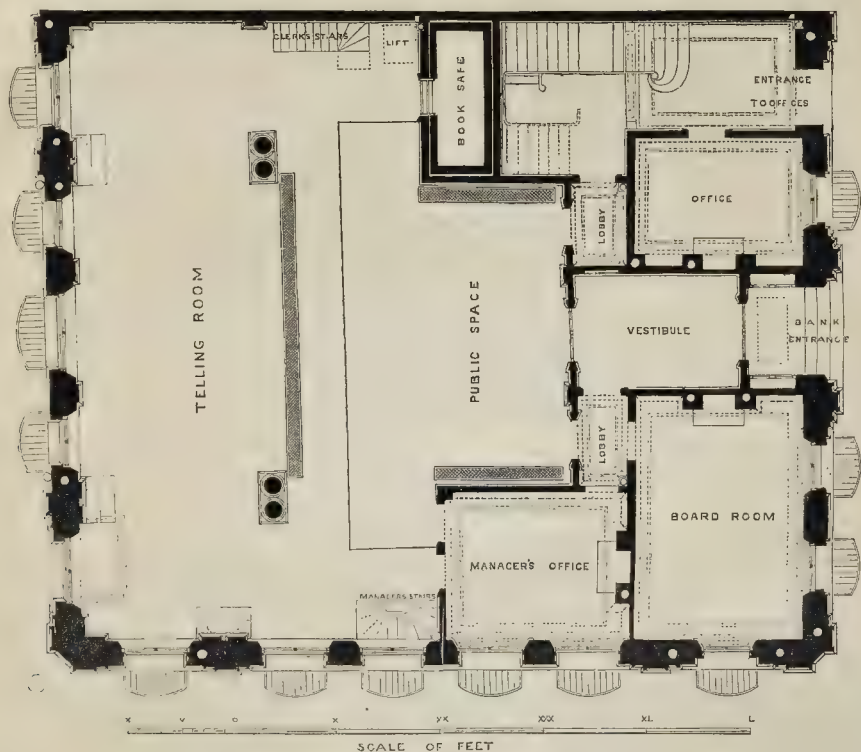 CLERKS STAIRS
LIFT
BOOK SAFE
ENTRANCE
TO OFFICES
OFFICE
LOBBY
TELLING ROOM
PUBLIC SPACE
VESTIBULE
BANK
ENTRANCE
LOBBY
BOARD ROOM
MANAGER'S OFFICE
MANAGERS STAIRS
X V O X XX XXX XL L
SCALE OF FEET